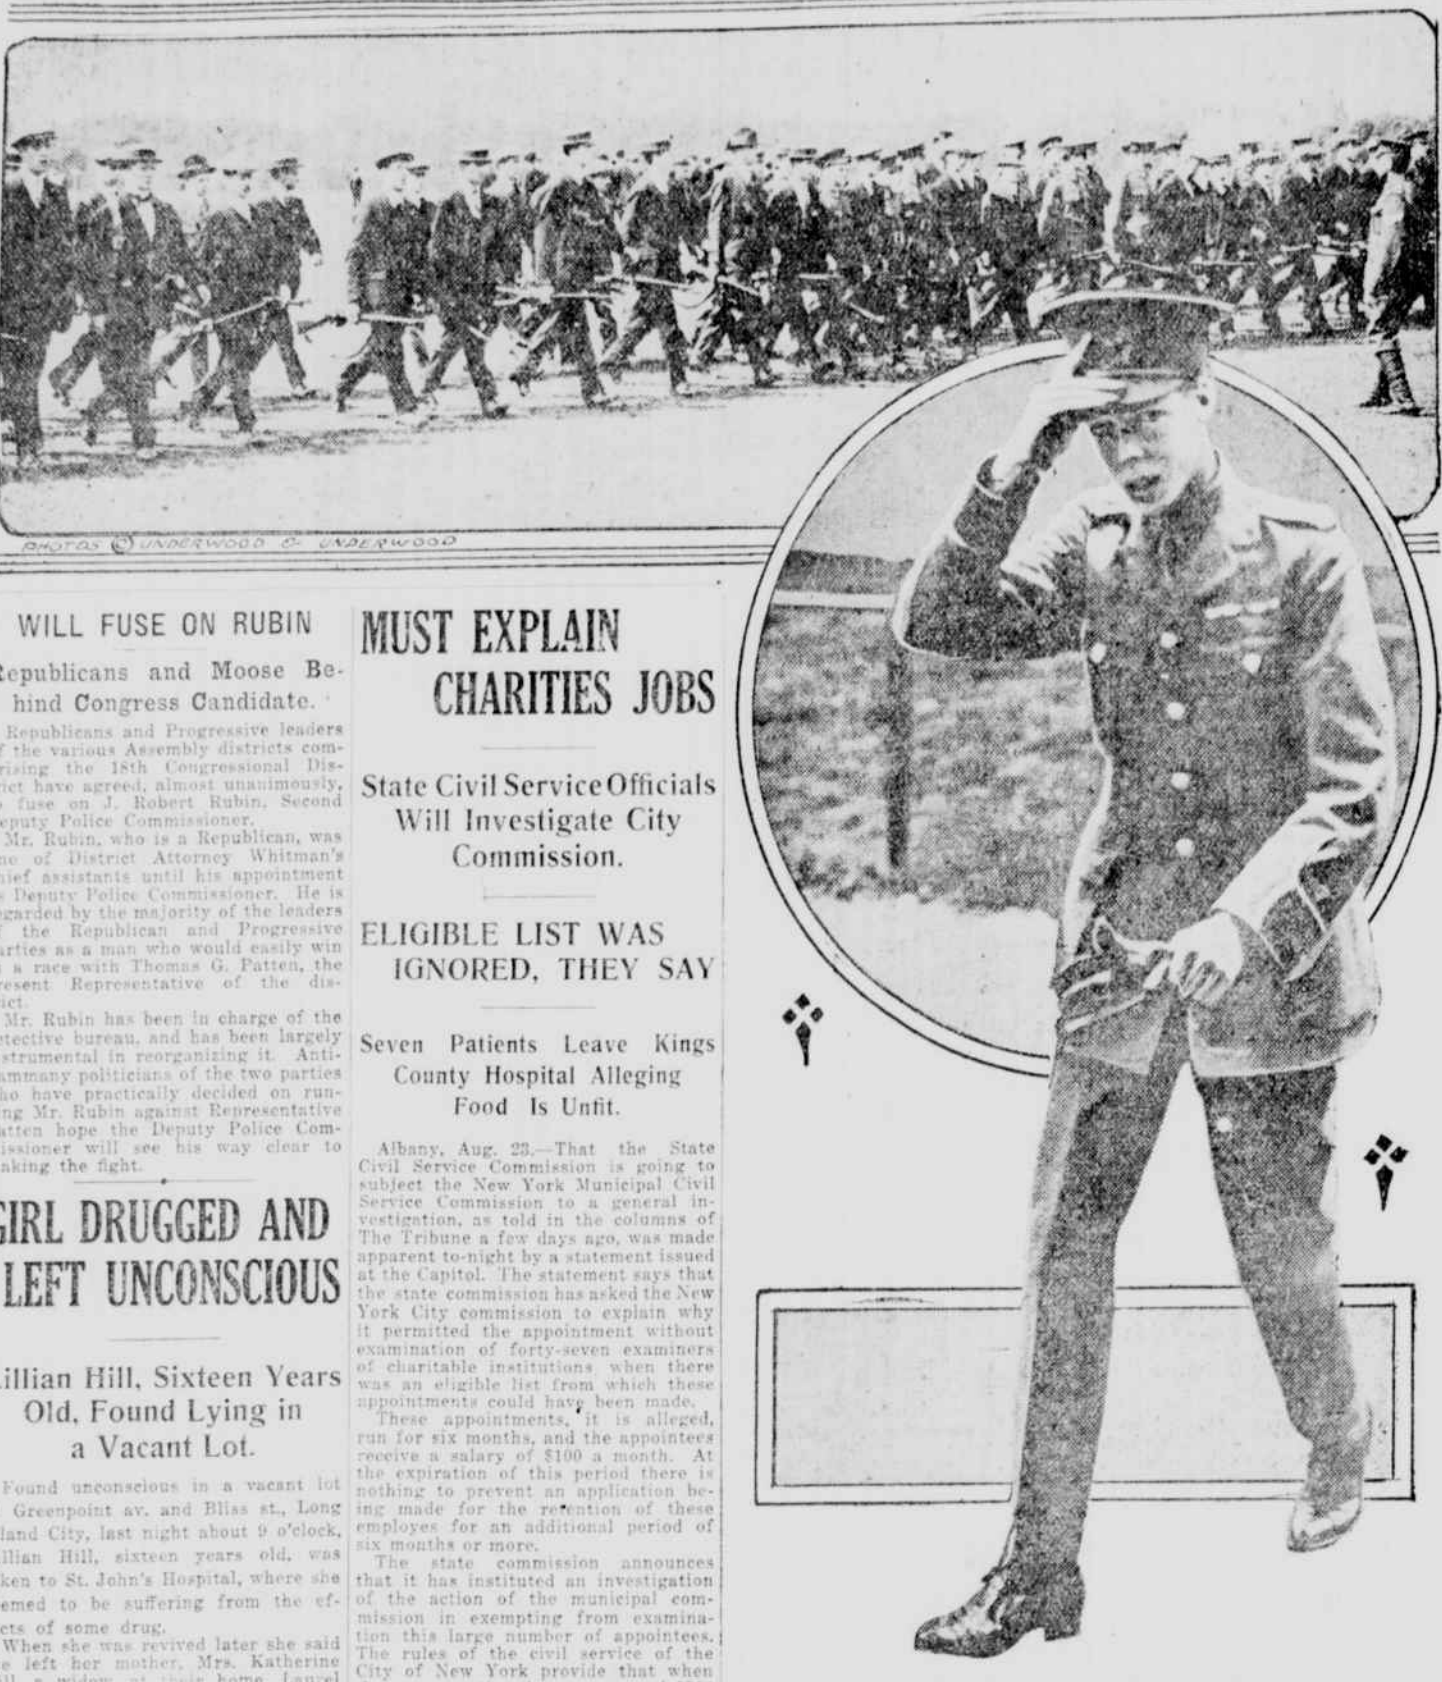 PHOTOS © UNDERWOOD & UNDERWOOD
WILL FUSE ON RUBIN
Republicans and Moose Be-
hind Congress Candidate.
Republicans and Progressive leaders
of the various Assembly districts com-
prising the 18th Congressional Dis-
trict have agreed, almost unanimously,
to fuse on J. Robert Rubin, Second
Deputy Police Commissioner.
Mr. Rubin, who is a Republican, was
one of District Attorney Whitman's
chief assistants until his appointment
as Deputy Police Commissioner. He is
regarded by the majority of the leaders
of the Republican and Progressive
parties as a man who would easily win
in a race with Thomas G. Patten, the
present Representative of the dis-
trict.
Mr. Rubin has been in charge of the
detective bureau, and has been largely
instrumental in reorganizing it. Anti-
Tammany politicians of the two parties
who have practically decided on run-
ning Mr. Rubin against Representative
Patten hope the Deputy Police Com-
missioner will see his way clear to
making the fight.
GIRL DRUGGED AND
LEFT UNCONSCIOUS
Lillian Hill, Sixteen Years
Old, Found Lying in
a Vacant Lot.
Found unconscious in a vacant lot
Greenpoint av. and Bliss st., Long
Island City, last night about 9 o'clock,
Lillian Hill, sixteen years old, was
taken to St. John's Hospital, where she
seemed to be suffering from the ef-
fects of some drug.
When she was revived later she said
she left her mother, Mrs. Katherine
Hill, a widow, at their home, Laurel
MUST EXPLAIN
CHARITIES JOBS
State Civil Service Officials
Will Investigate City
Commission.
ELIGIBLE LIST WAS
IGNORED, THEY SAY
Seven Patients Leave Kings
County Hospital Alleging
Food Is Unfit.
Albany, Aug. 23.—That the State
Civil Service Commission is going to
subject the New York Municipal Civil
Service Commission to a general in-
vestigation, as told in the columns of
The Tribune a few days ago, was made
apparent to-night by a statement issued
at the Capitol. The statement says that
the state commission has asked the New
York City commission to explain why
it permitted the appointment without
examination of forty-seven examiners
of charitable institutions when there
was an eligible list from which these
appointments could have been made.
These appointments, it is alleged,
run for six months, and the appointees
receive a salary of $100 a month. At
the expiration of this period there is
nothing to prevent an application be-
ing made for the retention of these
employes for an additional period of
six months or more.
The state commission announces
that it has instituted an investigation
of the action of the municipal com-
mission in exempting from examina-
tion this large number of appointees.
The rules of the civil service of the
City of New York provide that when